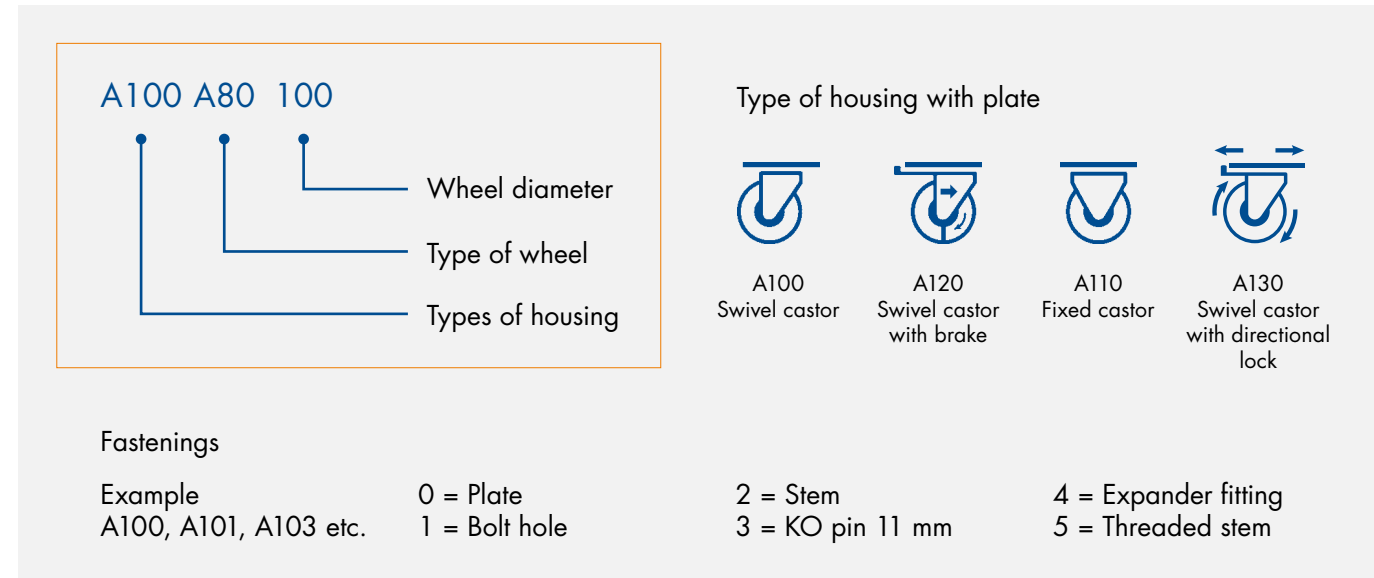 A100 A80 100
Wheel diameter
Type of wheel
Types of housing
Type of housing with plate
A100
Swivel castor
A120
Swivel castor
with brake
A110
Fixed castor
A130
Swivel castor
with directional
lock
Fastenings
Example
A100, A101, A103 etc.
0 = Plate
1 = Bolt hole
2 = Stem
3 = KO pin 11 mm
4 = Expander fitting
5 = Threaded stem